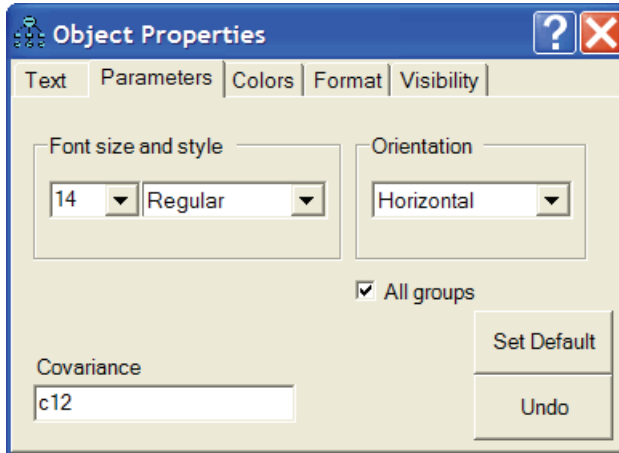 Object Properties
Text Parameters Colors Format Visibility
Font size and style
Orientation
14 Regular
Horizontal
All groups
Set Default
Covariance
c12
Undo